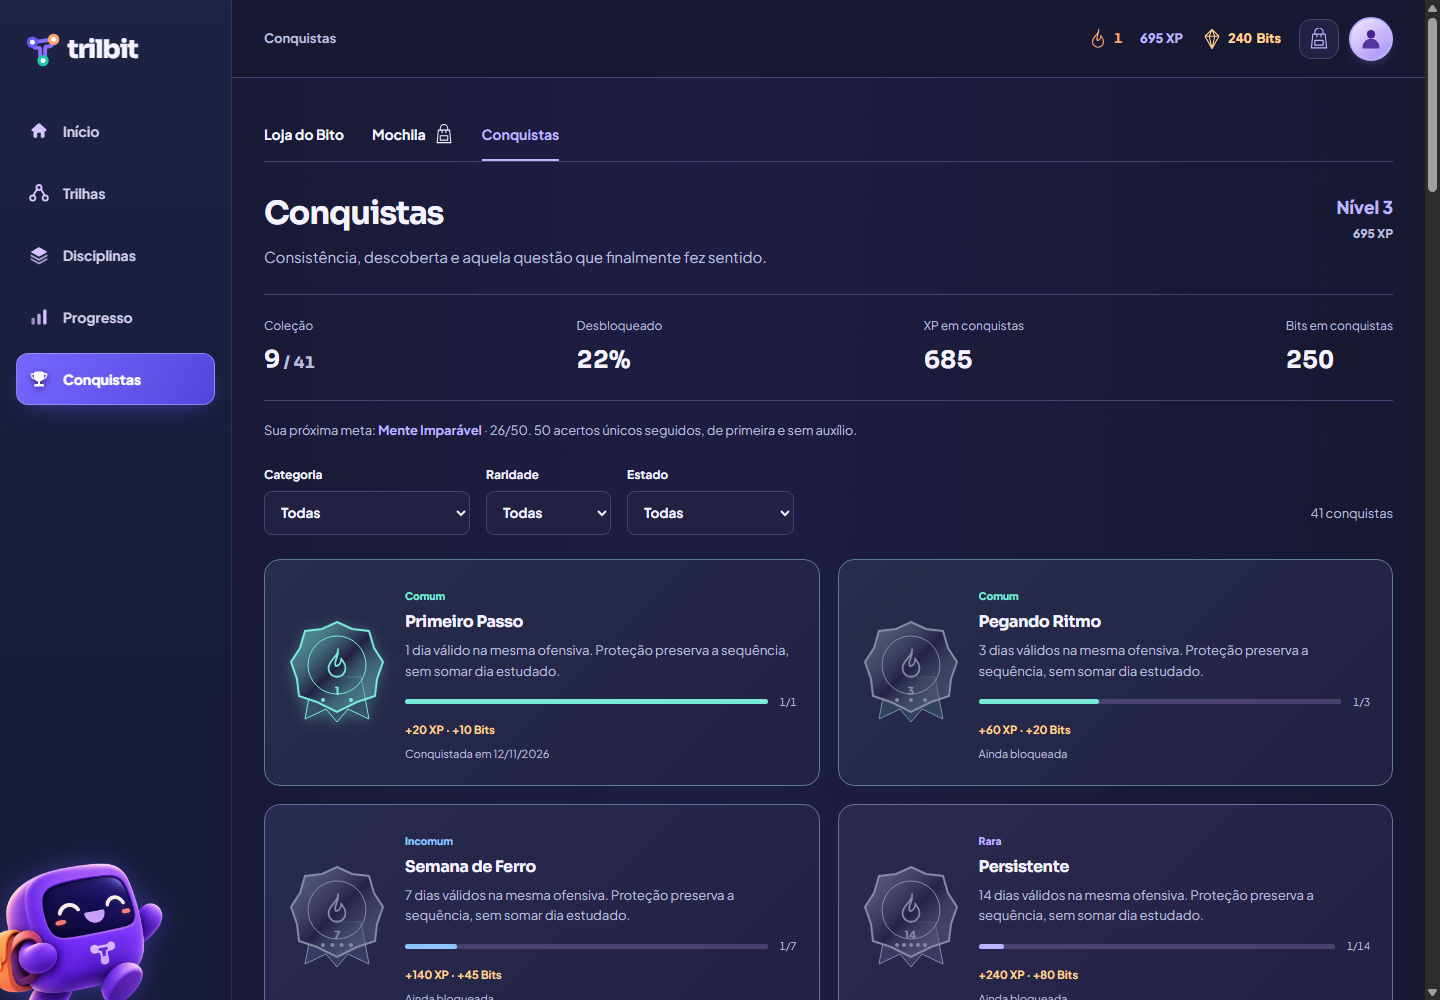 trilbit
Início
Trilhas
Disciplinas
Progresso
Conquistas
Conquistas
1
695 XP
240 Bits
Loja do Bito
Mochila
Conquistas
Conquistas
Nível 3
695 XP
Consistência, descoberta e aquela questão que finalmente fez sentido.
Coleção
9 / 41
Desbloqueado
22%
XP em conquistas
685
Bits em conquistas
250
Sua próxima meta: Mente Imparável · 26/50. 50 acertos únicos seguidos, de primeira e sem auxílio.
Categoria
Todas
Raridade
Todas
Estado
Todas
41 conquistas
1
Comum
Primeiro Passo
1 dia válido na mesma ofensiva. Proteção preserva a sequência,
sem somar dia estudado.
1/1
+20 XP · +10 Bits
Conquistada em 12/11/2026
3
Comum
Pegando Ritmo
3 dias válidos na mesma ofensiva. Proteção preserva a
sequência, sem somar dia estudado.
1/3
+60 XP · +20 Bits
Ainda bloqueada
7
Incomum
Semana de Ferro
7 dias válidos na mesma ofensiva. Proteção preserva a
sequência, sem somar dia estudado.
1/7
+140 XP · +45 Bits
Ainda bloqueada
14
Rara
Persistente
14 dias válidos na mesma ofensiva. Proteção preserva a
sequência, sem somar dia estudado.
1/14
+240 XP · +80 Bits
Ainda bloqueada